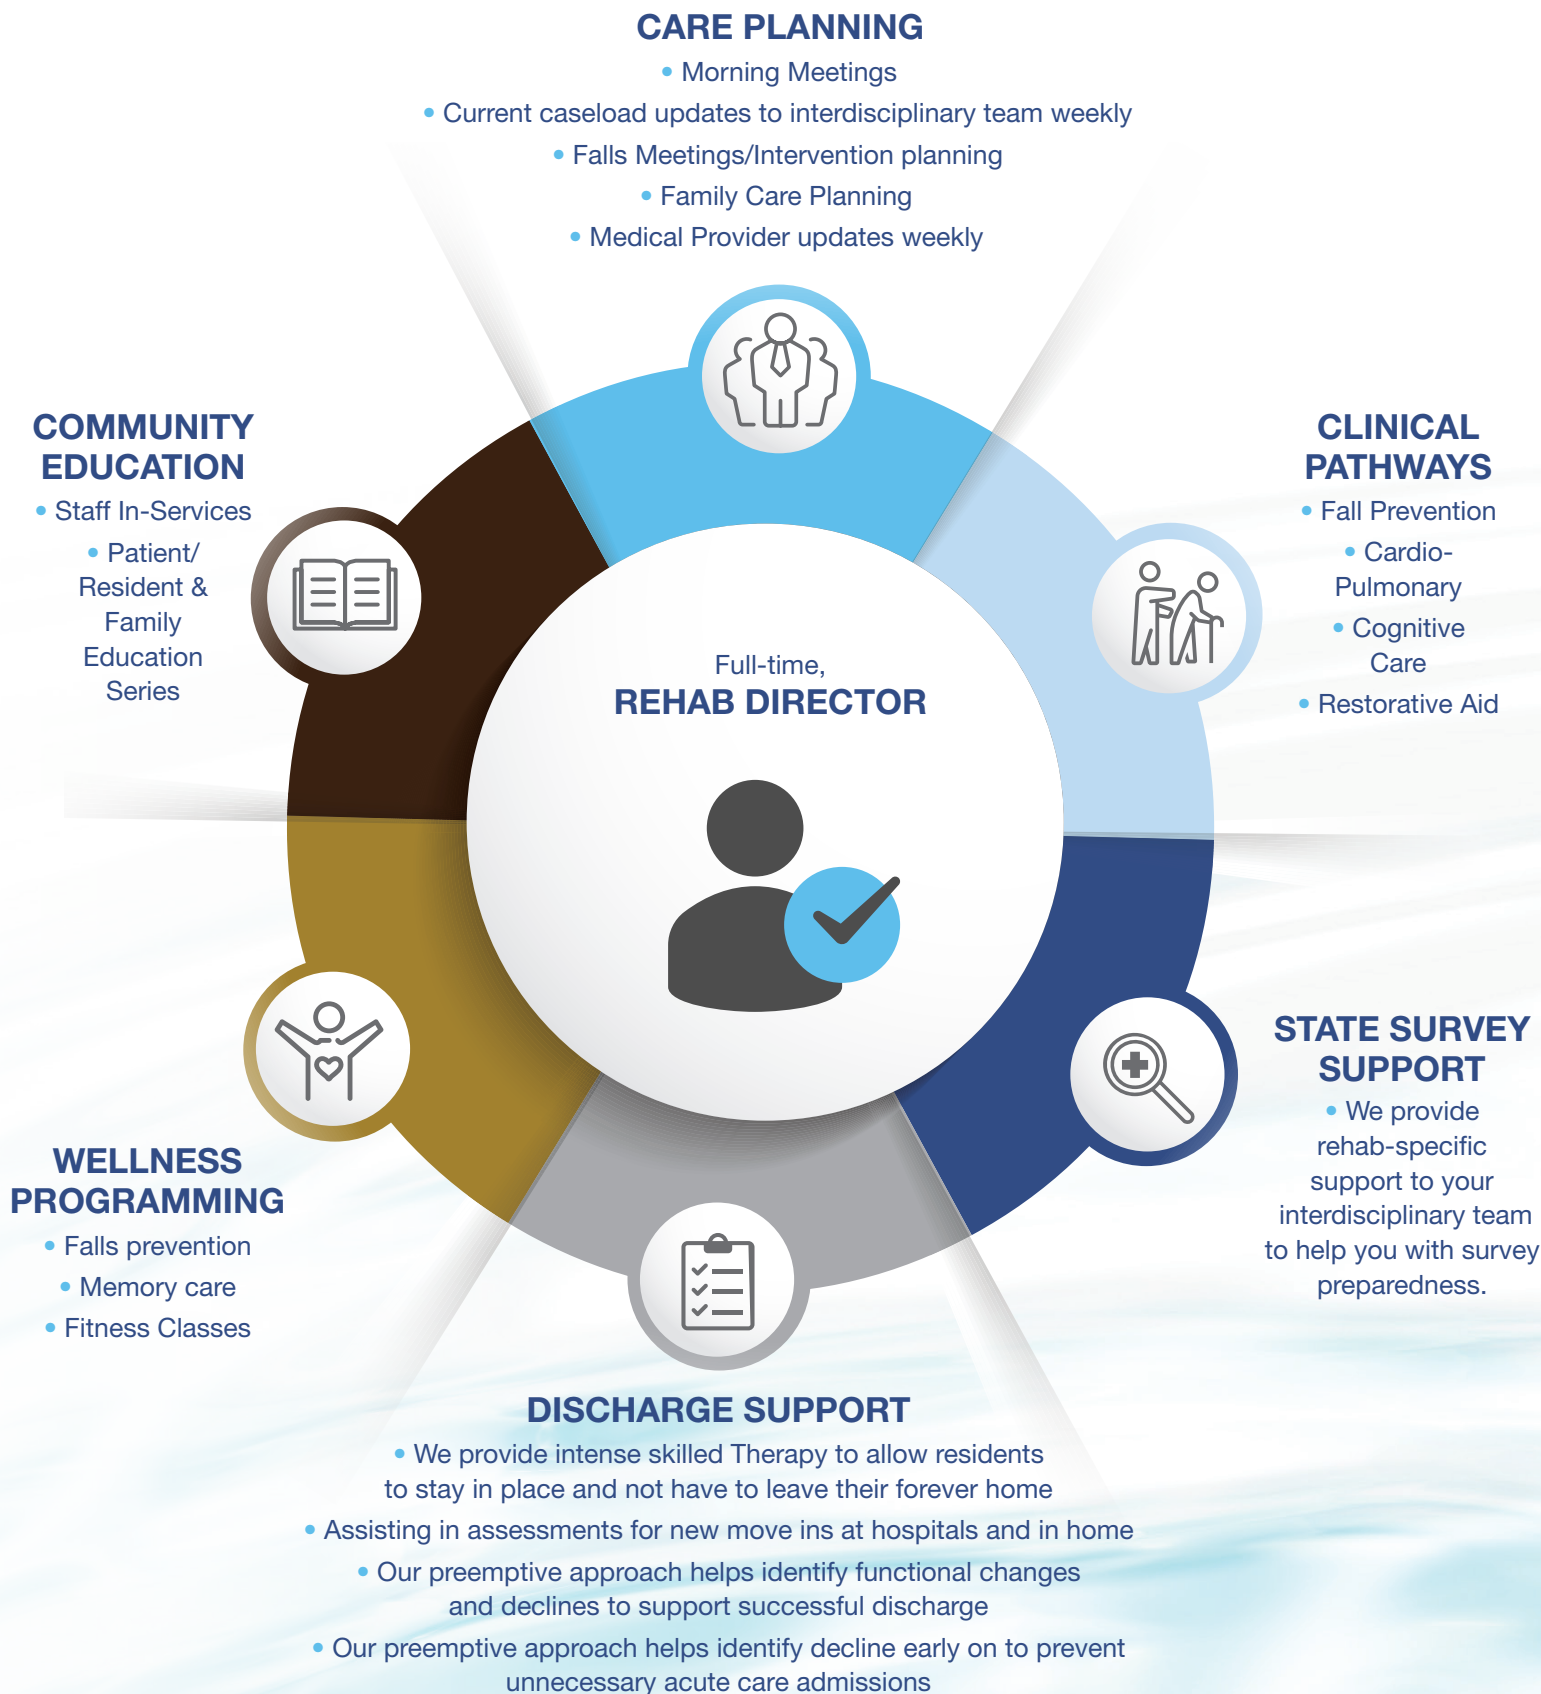 CARE PLANNING
• Morning Meetings
• Current caseload updates to interdisciplinary team weekly
• Falls Meetings/Intervention planning
• Family Care Planning
• Medical Provider updates weekly
COMMUNITY
EDUCATION
• Staff In-Services
• Patient/
Resident &
Family
Education
Series
CLINICAL
PATHWAYS
• Fall Prevention
• Cardio-
Pulmonary
• Cognitive
Care
• Restorative Aid
Full-time,
REHAB DIRECTOR
STATE SURVEY
SUPPORT
• We provide
rehab-specific
support to your
interdisciplinary team
to help you with survey
preparedness.
WELLNESS
PROGRAMMING
• Falls prevention
• Memory care
• Fitness Classes
DISCHARGE SUPPORT
• We provide intense skilled Therapy to allow residents
to stay in place and not have to leave their forever home
• Assisting in assessments for new move ins at hospitals and in home
• Our preemptive approach helps identify functional changes
and declines to support successful discharge
• Our preemptive approach helps identify decline early on to prevent
unnecessary acute care admissions